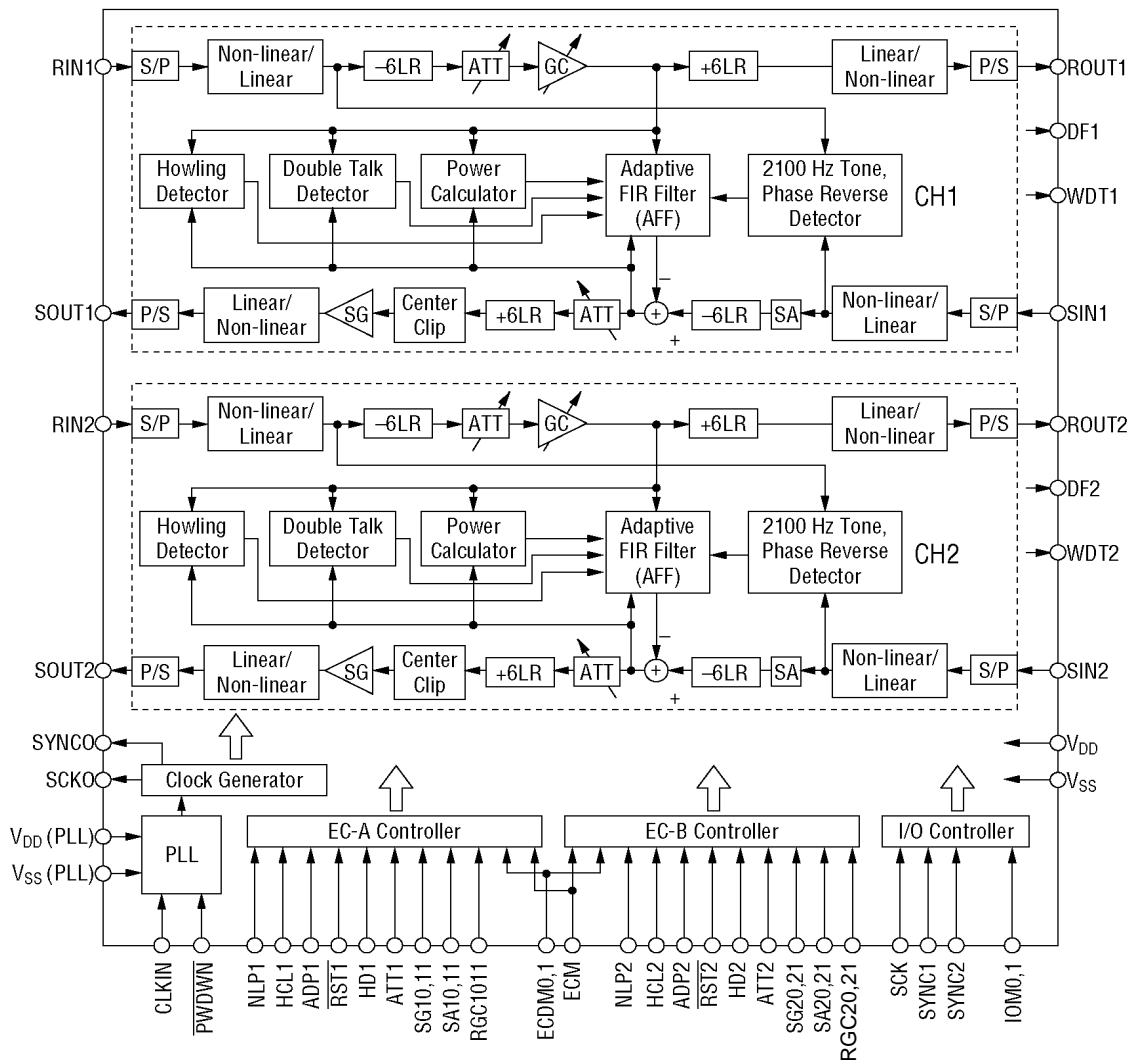 RIN1 S/P Non-linear/ Linear –6LR ATT GC +6LR Linear/ Non-linear P/S ROUT1
DF1
Howling Detector
Double Talk Detector
Power Calculator
Adaptive FIR Filter (AFF)
2100 Hz Tone, Phase Reverse Detector
CH1
WDT1
–
SOUT1 P/S Linear/ Non-linear SG Center Clip +6LR ATT + –6LR SA Non-linear/ Linear S/P SIN1
+
RIN2 S/P Non-linear/ Linear –6LR ATT GC +6LR Linear/ Non-linear P/S ROUT2
DF2
Howling Detector
Double Talk Detector
Power Calculator
Adaptive FIR Filter (AFF)
2100 Hz Tone, Phase Reverse Detector
CH2
WDT2
–
SOUT2 P/S Linear/ Non-linear SG Center Clip +6LR ATT + –6LR SA Non-linear/ Linear S/P SIN2
+
SYNCO
VDD
SCKO
Clock Generator
VSS
VDD (PLL)
VSS (PLL)
PLL
EC-A Controller
EC-B Controller
I/O Controller
CLKIN
PWDWN
NLP1
HCL1
ADP1
RST1
HD1
ATT1
SG10,11
SA10,11
RGC1011
ECDM0,1
ECM
NLP2
HCL2
ADP2
RST2
HD2
ATT2
SG20,21
SA20,21
RGC20,21
SCK
SYNC1
SYNC2
IOM0,1